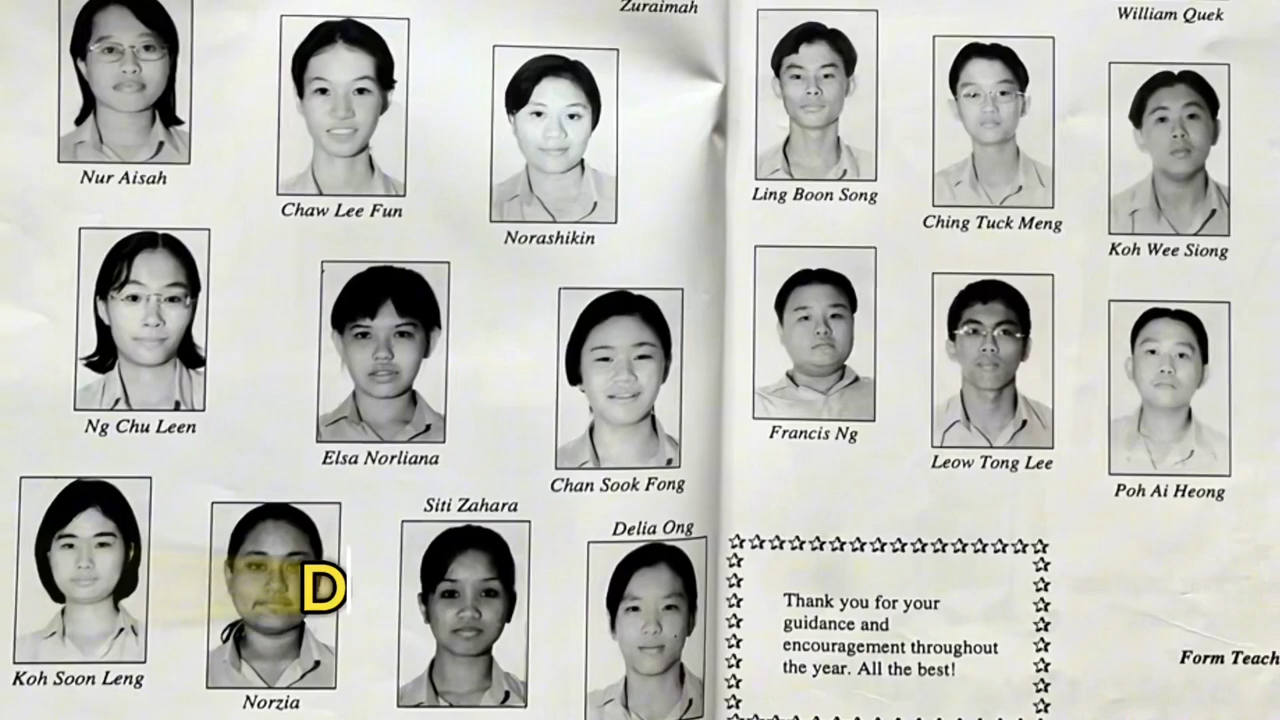 Zuraimah
William Quek
Nur Aisah
Chaw Lee Fun
Norashikin
Ling Boon Song
Ching Tuck Meng
Koh Wee Siong
Ng Chu Leen
Elsa Norliana
Chan Sook Fong
Francis Ng
Leow Tong Lee
Poh Ai Heong
Siti Zahara
Delia Ong
D
Koh Soon Leng
Norzia
Thank you for your
guidance and
encouragement throughout
the year. All the best!
Form Teach